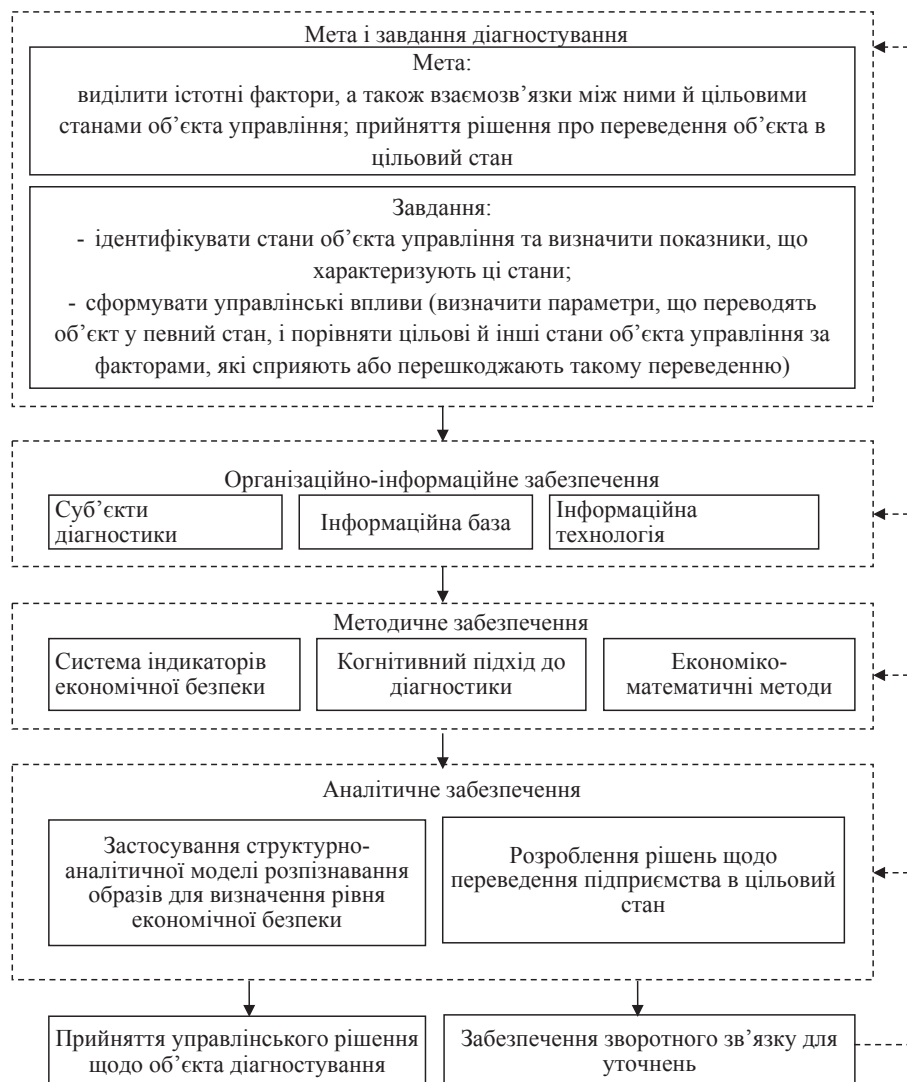 Мета і завдання діагностування
Мета:
виділити істотні фактори, а також взаємозв’язки між ними й цільовими
станами об’єкта управління; прийняття рішення про переведення об’єкта в
цільовий стан
Завдання:
- ідентифікувати стани об’єкта управління та визначити показники, що
характеризують ці стани;
- сформувати управлінські впливи (визначити параметри, що переводять
об’єкт у певний стан, і порівняти цільові й інші стани об’єкта управління за
факторами, які сприяють або перешкоджають такому переведенню)
Організаційно-інформаційне забезпечення
Суб’єкти
діагностики
Інформаційна база
Інформаційна
технологія
Методичне забезпечення
Система індикаторів
економічної безпеки
Когнітивний підхід до
діагностики
Економіко-
математичні методи
Аналітичне забезпечення
Застосування структурно-
аналітичної моделі розпізнавання
образів для визначення рівня
економічної безпеки
Розроблення рішень щодо
переведення підприємства в цільовий
стан
Прийняття управлінського рішення
щодо об’єкта діагностування
Забезпечення зворотного зв’язку для
уточнень